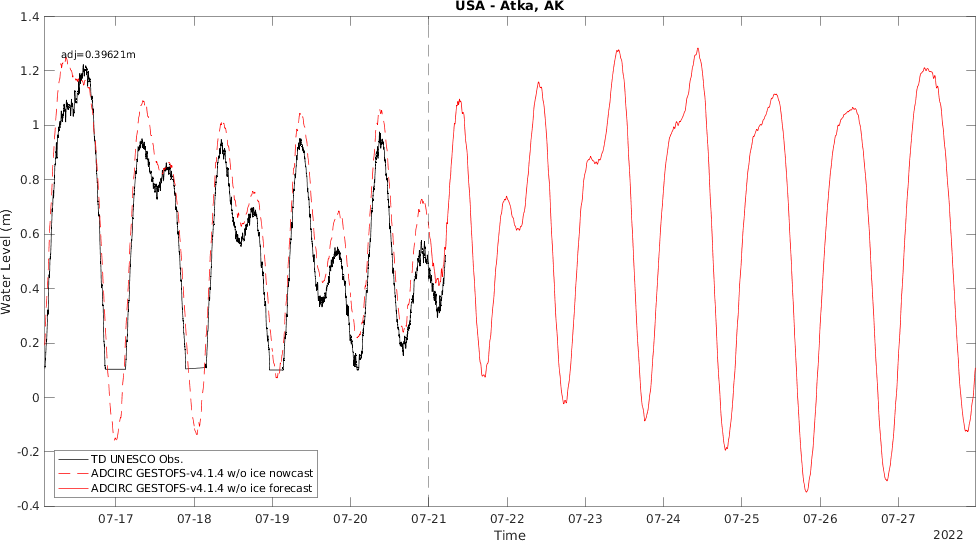 USA - Atka, AK
adj=0.39621m
1.4
1.2
1
0.8
0.6
0.4
0.2
0
-0.2
-0.4
Water Level (m)
TD UNESCO Obs.
ADCIRC GESTOFS-v4.1.4 w/o ice nowcast
ADCIRC GESTOFS-v4.1.4 w/o ice forecast
07-17 07-18 07-19 07-20 07-21 07-22 07-23 07-24 07-25 07-26 07-27
Time
2022